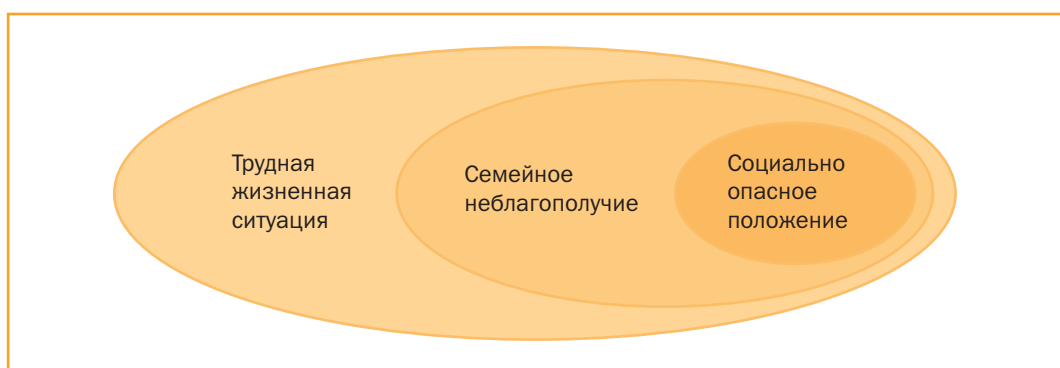 Трудная
жизненная
ситуация
Семейное
неблагополучие
Социально
опасное
положение